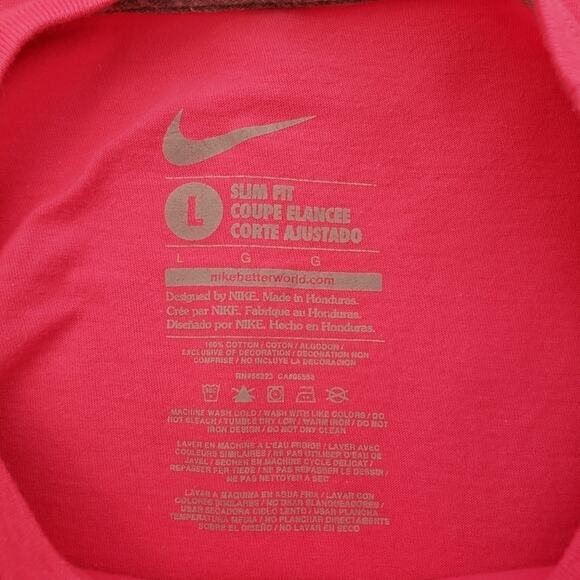 L
SLIM FIT
COUPE ELANCEE
CORTE AJUSTADO
L G G
nikebetterworld.com
Designed by NIKE. Made in Honduras.
Crée par NIKE. Fabrique au Honduras.
Diseñado por NIKE. Hecho en Honduras.
100% COTTON / COTON / ALGODON
EXCLUSIVE OF DECORATION / DECORATION NON
COMPRISE / NO INCLUYE LA DECORACION
RN#56323 CA#05553
MACHINE WASH COLD / WASH WITH LIKE COLORS / DO
NOT BLEACH / TUMBLE DRY LOW / WARM IRON / DO NOT
IRON DESIGN / DO NOT DRY CLEAN
LAVER EN MACHINE A L'EAU FROIDE / LAVER AVEC
COULEURS SIMILAIRES / NE PAS UTILISER D'EAU DE
JAVEL / SECHER EN MACHINE CYCLE DELICAT /
REPASSER FER TIEDE / NE PAS REPASSER LE DESSIN /
NE PAS NETTOYER A SEC
LAVAR A MAQUINA EN AGUA FRIA / LAVAR CON
COLORES SIMILARES / NO USAR BLANQUEADORES /
USAR SECADORA CICLO LENTO / USAR PLANCHA
TEMPERATURA MEDIA / NO PLANCHAR DIRECTAMENTE
SOBRE EL DISEÑO / NO LAVAR EN SECO